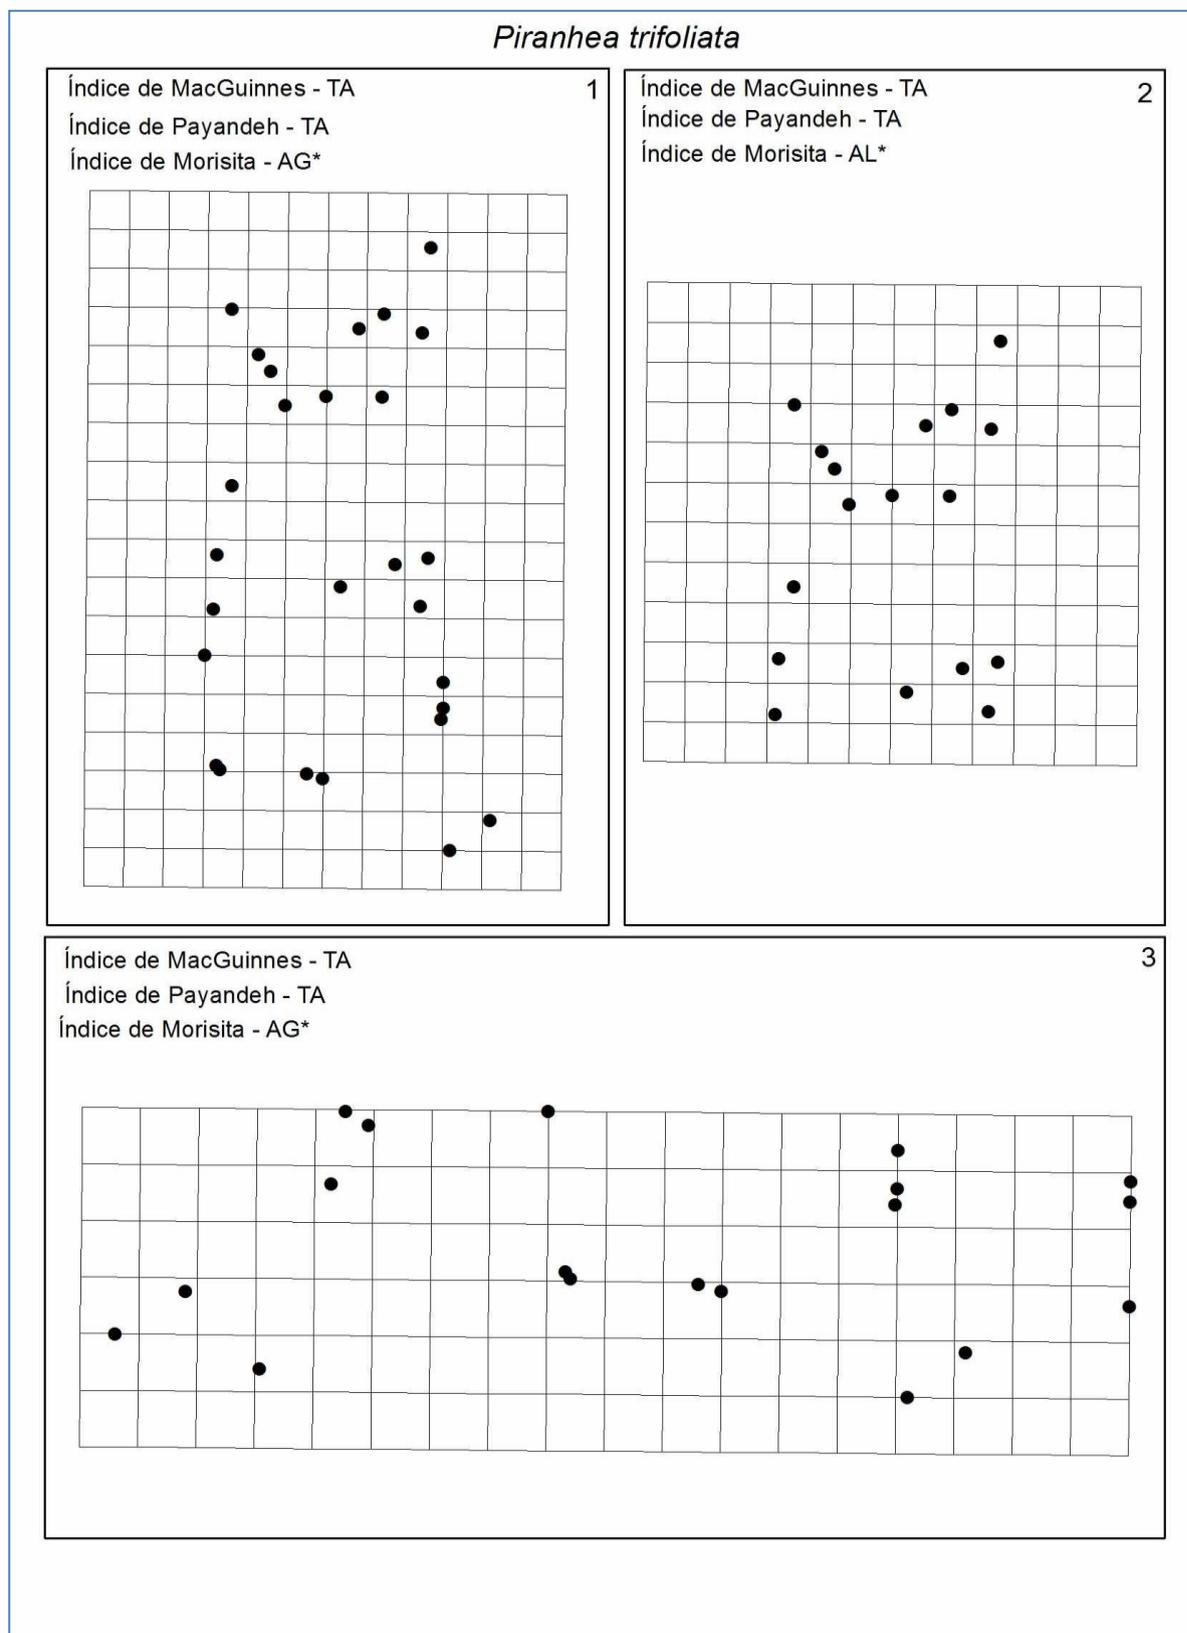 Piranhea trifoliata
Índice de MacGuinnes - TA
1
Índice de Payandeh - TA
Índice de Morisita - AG*
Índice de MacGuinnes - TA
2
Índice de Payandeh - TA
Índice de Morisita - AL*
Índice de MacGuinnes - TA
3
Índice de Payandeh - TA
Índice de Morisita - AG*